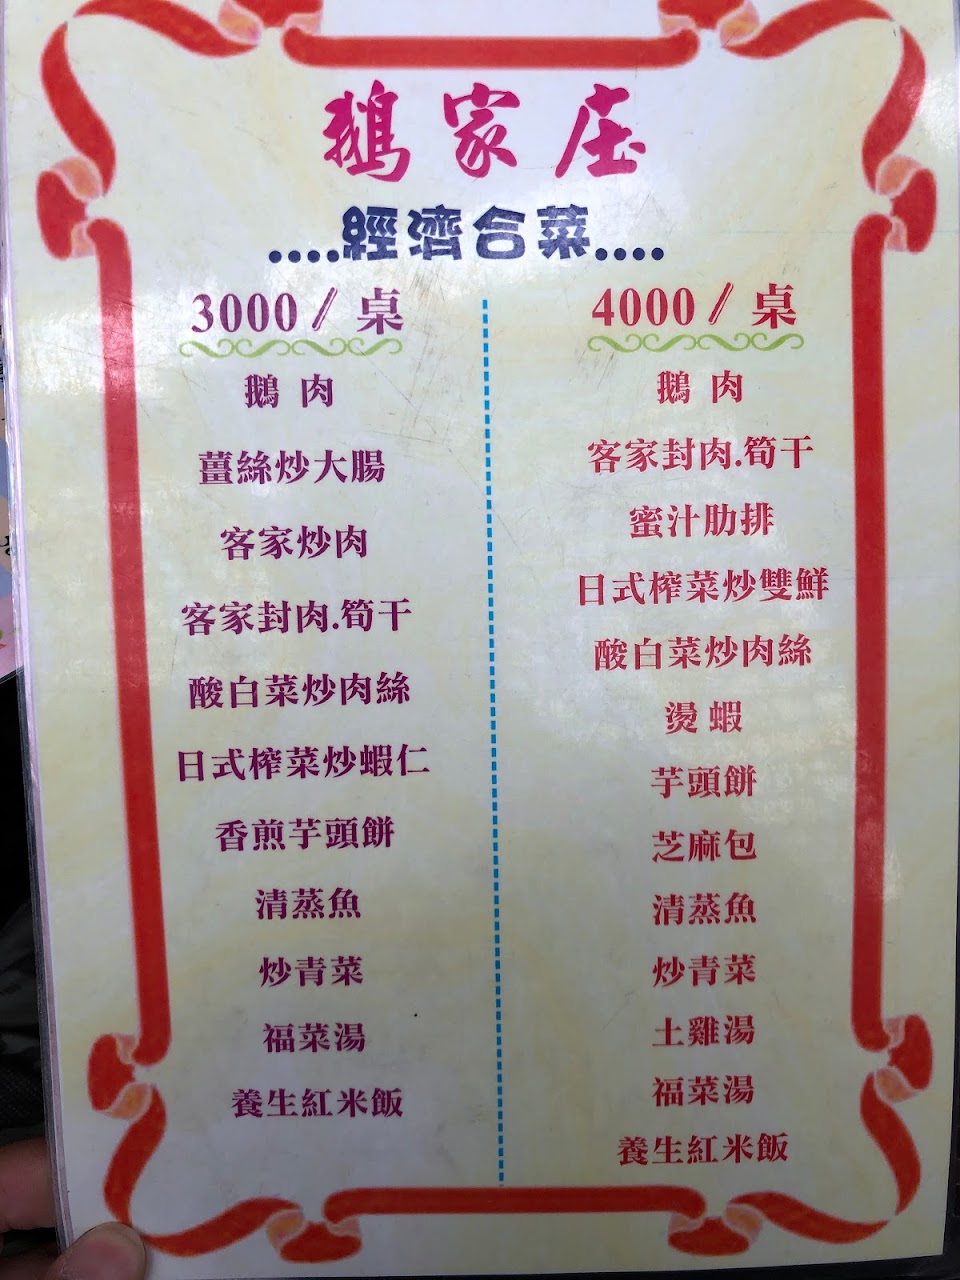 鵝家庄
....經濟合菜....
3000/桌
鵝肉
薑絲炒大腸
客家炒肉
客家封肉.筍干
酸白菜炒肉絲
日式榨菜炒蝦仁
香煎芋頭餅
清蒸魚
炒青菜
福菜湯
養生紅米飯
4000/桌
鵝肉
客家封肉.筍干
蜜汁肋排
日式榨菜炒雙鮮
酸白菜炒肉絲
燙蝦
芋頭餅
芝麻包
清蒸魚
炒青菜
土雞湯
福菜湯
養生紅米飯